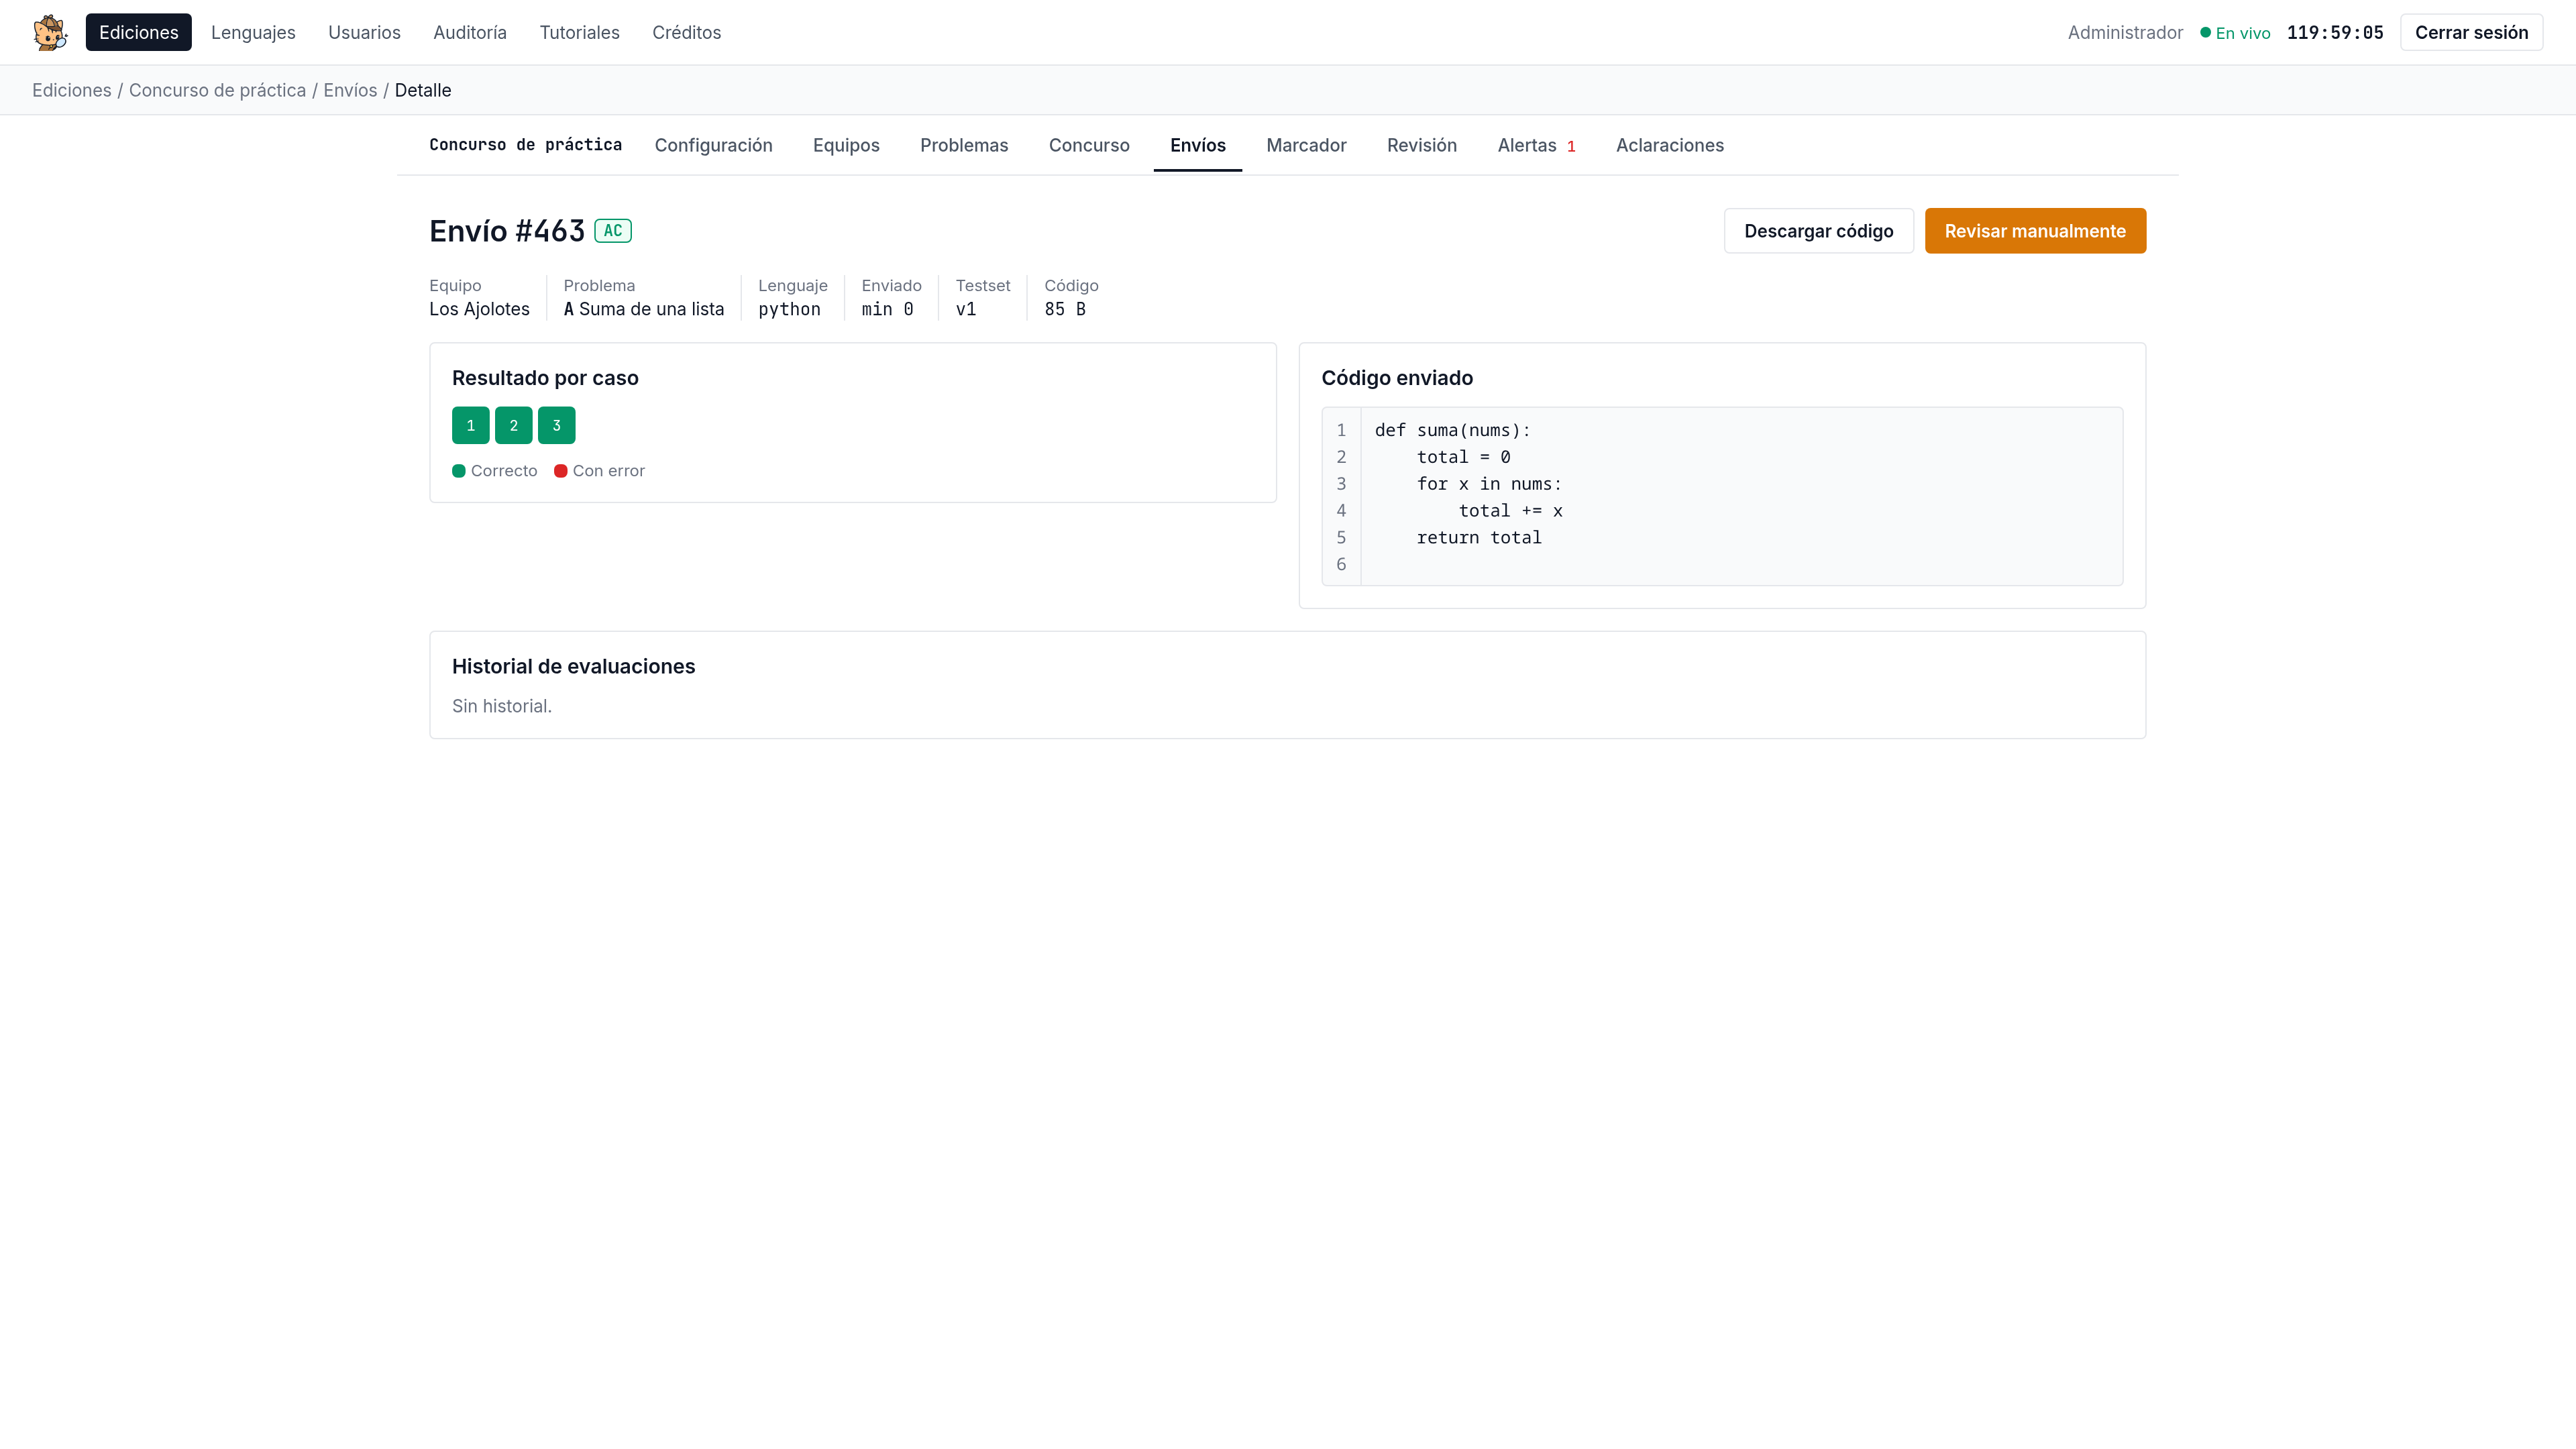 Ediciones Lenguajes Usuarios Auditoría Tutoriales Créditos Administrador En vivo 119:59:05 Cerrar sesión
Ediciones / Concurso de práctica / Envíos / Detalle
Concurso de práctica Configuración Equipos Problemas Concurso Envíos Marcador Revisión Alertas 1 Aclaraciones
Envío #463 AC Descargar código Revisar manualmente
Equipo Problema Lenguaje Enviado Testset Código
Los Ajolotes A Suma de una lista python min 0 v1 85 B
Resultado por caso
1 2 3
Correcto Con error
Código enviado
1 def suma(nums):
2     total = 0
3     for x in nums:
4         total += x
5     return total
6
Historial de evaluaciones
Sin historial.